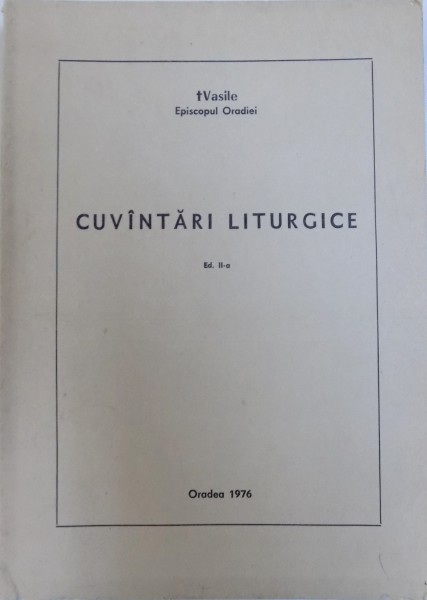 †Vasile
Episcopul Oradiei
CUVÎNTĂRI LITURGICE
Ed. II-a
Oradea 1976